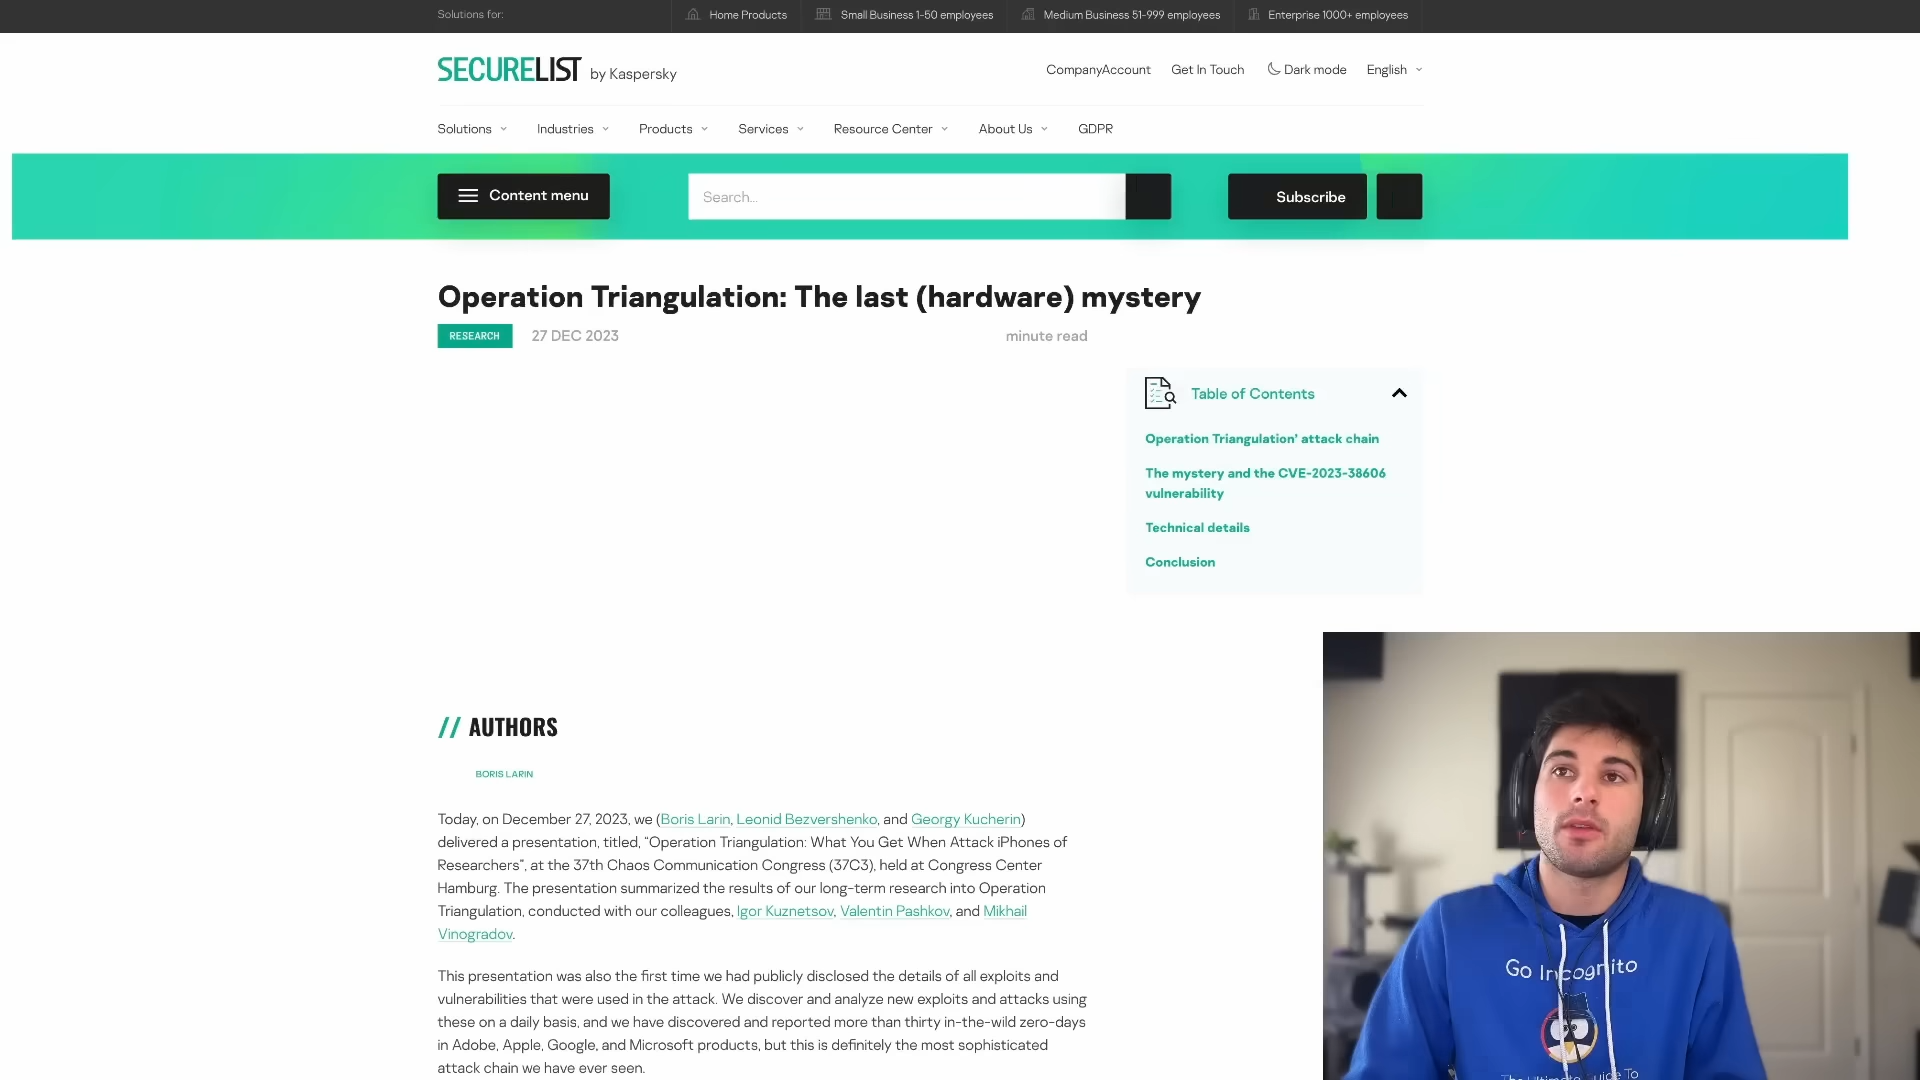 Solutions for:
Home Products
Small Business 1-50 employees
Medium Business 51-999 employees
Enterprise 1000+ employees
SECURELIST by Kaspersky
CompanyAccount
Get In Touch
Dark mode
English
Solutions
Industries
Products
Services
Resource Center
About Us
GDPR
Content menu
Search...
Subscribe
Operation Triangulation: The last (hardware) mystery
RESEARCH
27 DEC 2023
minute read
Table of Contents
Operation Triangulation' attack chain
The mystery and the CVE-2023-38606
vulnerability
Technical details
Conclusion
// AUTHORS
BORIS LARIN
Today, on December 27, 2023, we (Boris Larin, Leonid Bezvershenko, and Georgy Kucherin)
delivered a presentation, titled, “Operation Triangulation: What You Get When Attack iPhones of
Researchers”, at the 37th Chaos Communication Congress (37C3), held at Congress Center
Hamburg. The presentation summarized the results of our long-term research into Operation
Triangulation, conducted with our colleagues, Igor Kuznetsov, Valentin Pashkov, and Mikhail
Vinogradov.
This presentation was also the first time we had publicly disclosed the details of all exploits and
vulnerabilities that were used in the attack. We discover and analyze new exploits and attacks using
these on a daily basis, and we have discovered and reported more than thirty in-the-wild zero-days
in Adobe, Apple, Google, and Microsoft products, but this is definitely the most sophisticated
attack chain we have ever seen.
Go Incognito
The Ultimate Guide To